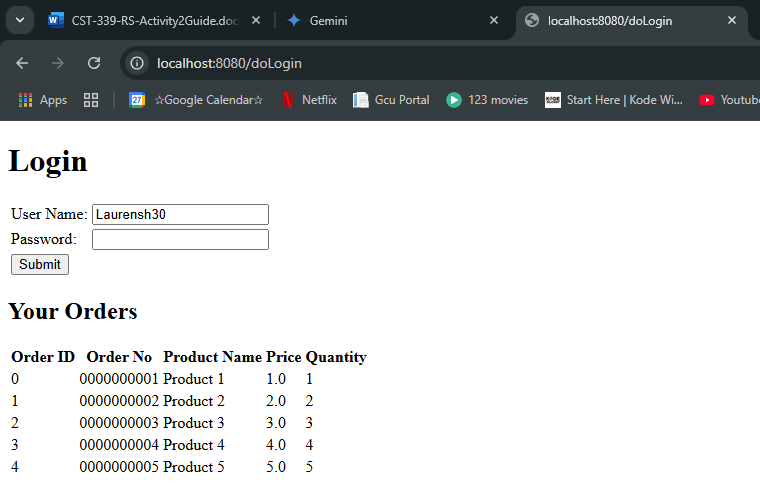 CST-339-RS-Activity2Guide.doc
Gemini
localhost:8080/doLogin
localhost:8080/doLogin
Apps
27
☆Google Calendar☆
Netflix
Gcu Portal
123 movies
Start Here | Kode Wi...
Youtube
Login
User Name: Laurensh30
Password:
Submit
Your Orders
Order ID Order No Product Name Price Quantity
0 0000000001 Product 1 1.0 1
1 0000000002 Product 2 2.0 2
2 0000000003 Product 3 3.0 3
3 0000000004 Product 4 4.0 4
4 0000000005 Product 5 5.0 5